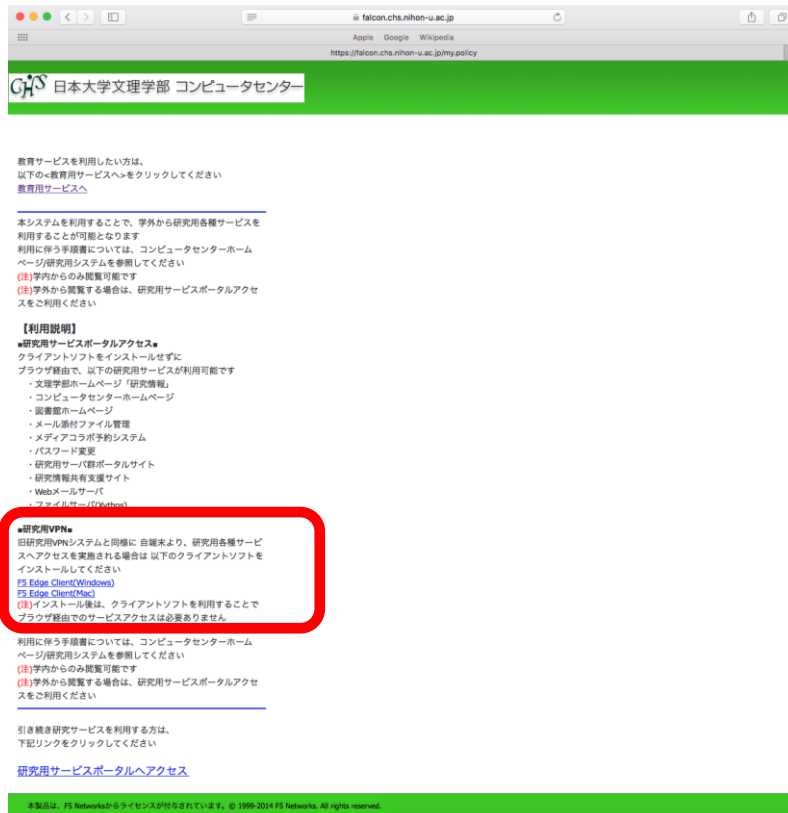 falcon.chs.nihon-u.ac.jp
Apple Google Wikipedia
https://falcon.chs.nihon-u.ac.jp/my.policy
CHS 日本大学文理学部 コンピュータセンター
教育サービスを利用したい方は、
以下の<教育用サービスへ>をクリックしてください
教育用サービスへ
本システムを利用することで、学外から研究用各種サービスを
利用することが可能となります
利用に伴う手順書については、コンピュータセンターホーム
ページ/研究用システムを参照してください
(注)学内からのみ閲覧可能です
(注)学外から閲覧する場合は、研究用サービスポータルアクセ
スをご利用ください
【利用説明】
■研究用サービスポータルアクセス■
クライアントソフトをインストールせずに
ブラウザ経由で、以下の研究用サービスが利用可能です
・文理学部ホームページ「研究情報」
・コンピュータセンターホームページ
・図書館ホームページ
・メール添付ファイル管理
・メディアコラボ予約システム
・パスワード変更
・研究用サーバ群ポータルサイト
・研究情報共有支援サイト
・Webメールサーバ
・ファイルサーバ(Xythos)
■研究用VPN■
旧研究用VPNシステムと同様に 自端末より、研究用各種サービ
スへアクセスを実施される場合は 以下のクライアントソフトを
インストールしてください
F5 Edge Client(Windows)
F5 Edge Client(Mac)
(注)インストール後は、クライアントソフトを利用することで
ブラウザ経由でのサービスアクセスは必要ありません
利用に伴う手順書については、コンピュータセンターホーム
ページ/研究用システムを参照してください
(注)学内からのみ閲覧可能です
(注)学外から閲覧する場合は、研究用サービスポータルアクセ
スをご利用ください
引き続き研究サービスを利用する方は、
下記リンクをクリックしてください
研究用サービスポータルへアクセス
本製品は、F5 Networksからライセンスが付与されています。© 1999-2014 F5 Networks. All rights reserved.